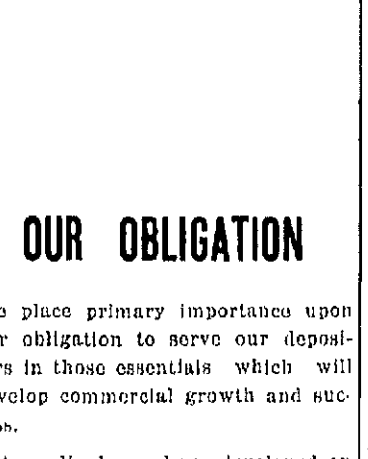 OUR OBLIGATION
place primary importance upon
obligation to serve our deposi-
in those essentials which will
commercial growth and suc-